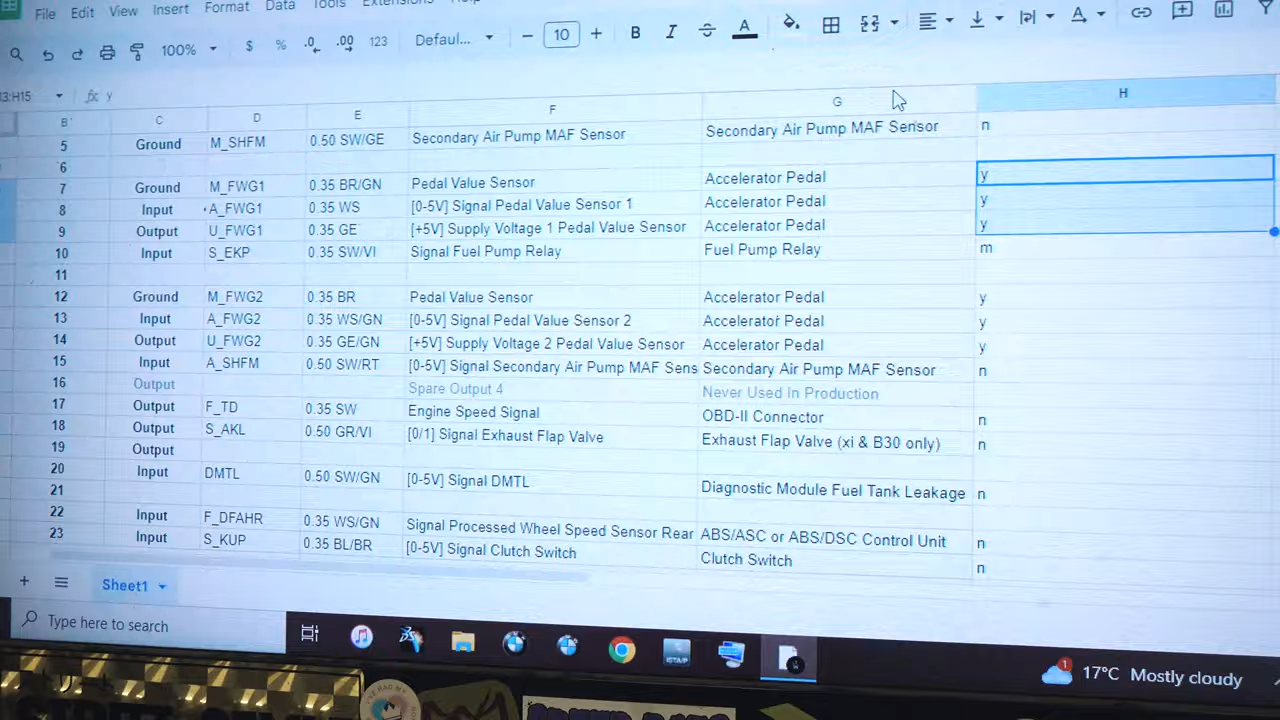 File Edit View Insert Format Data Tools Extensions
100% $ % .0 .00 123 Defaul... − 10 + B I A
3:H15 fx y
B C D E F G H
5 Ground M_SHFM 0.50 SW/GE Secondary Air Pump MAF Sensor Secondary Air Pump MAF Sensor n
6
7 Ground M_FWG1 0.35 BR/GN Pedal Value Sensor Accelerator Pedal y
8 Input A_FWG1 0.35 WS [0-5V] Signal Pedal Value Sensor 1 Accelerator Pedal y
9 Output U_FWG1 0.35 GE [+5V] Supply Voltage 1 Pedal Value Sensor Accelerator Pedal y
10 Input S_EKP 0.35 SW/VI Signal Fuel Pump Relay Fuel Pump Relay m
11
12 Ground M_FWG2 0.35 BR Pedal Value Sensor Accelerator Pedal y
13 Input A_FWG2 0.35 WS/GN [0-5V] Signal Pedal Value Sensor 2 Accelerator Pedal y
14 Output U_FWG2 0.35 GE/GN [+5V] Supply Voltage 2 Pedal Value Sensor Accelerator Pedal y
15 Input A_SHFM 0.50 SW/RT [0-5V] Signal Secondary Air Pump MAF Sens Secondary Air Pump MAF Sensor n
16 Output Spare Output 4 Never Used In Production
17 Output F_TD 0.35 SW Engine Speed Signal OBD-II Connector n
18 Output S_AKL 0.50 GR/VI [0/1] Signal Exhaust Flap Valve Exhaust Flap Valve (xi & B30 only) n
19 Output
20 Input DMTL 0.50 SW/GN [0-5V] Signal DMTL Diagnostic Module Fuel Tank Leakage n
21
22 Input F_DFAHR 0.35 WS/GN Signal Processed Wheel Speed Sensor Rear ABS/ASC or ABS/DSC Control Unit n
23 Input S_KUP 0.35 BL/BR [0-5V] Signal Clutch Switch Clutch Switch n
+ Sheet1
Type here to search ISTA/P 1 17°C Mostly cloudy